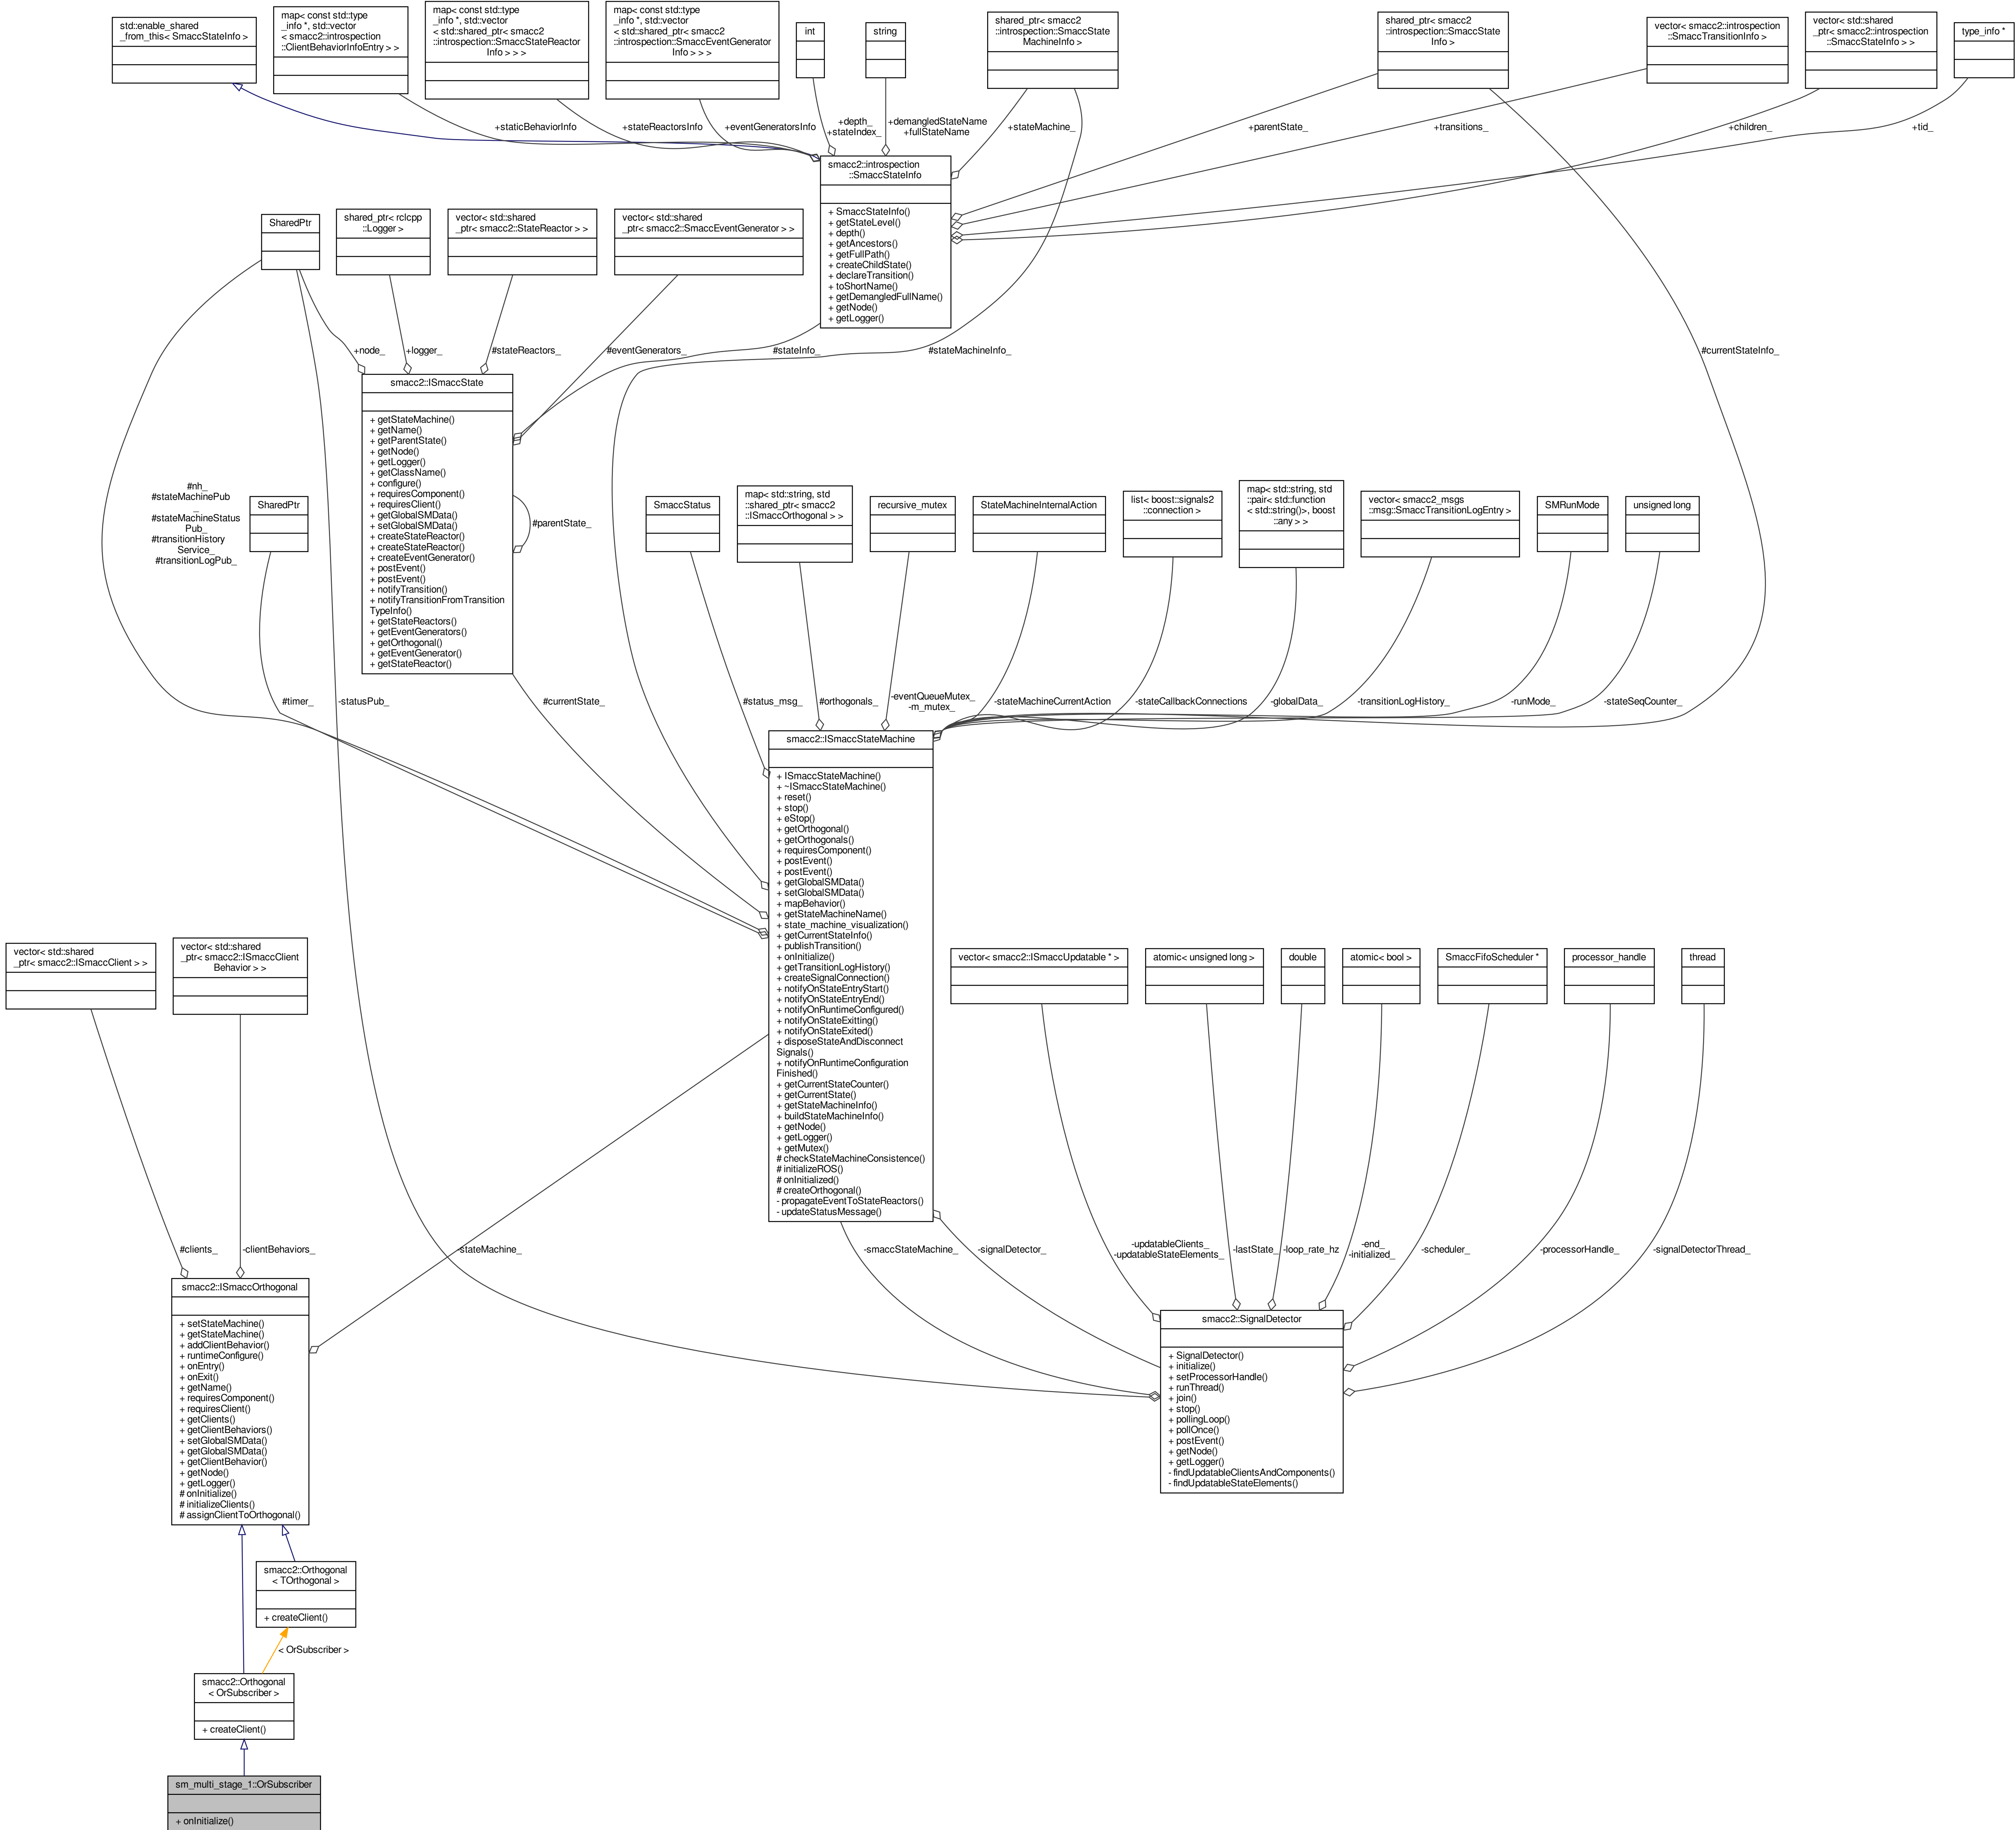 std::enable_shared
_from_this< SmaccStateInfo >
map< const std::type
_info *, std::vector
< smacc2::introspection
::ClientBehaviorInfoEntry > >
map< const std::type
_info *, std::vector
< std::shared_ptr< smacc2
::introspection::SmaccStateReactor
Info > > >
map< const std::type
_info *, std::vector
< std::shared_ptr< smacc2
::introspection::SmaccEventGenerator
Info > > >
int
string
shared_ptr< smacc2
::introspection::SmaccState
MachineInfo >
shared_ptr< smacc2
::introspection::SmaccState
Info >
vector< smacc2::introspection
::SmaccTransitionInfo >
vector< std::shared
_ptr< smacc2::introspection
::SmaccStateInfo > >
type_info *
+staticBehaviorInfo
+stateReactorsInfo
+eventGeneratorsInfo
+depth_
+stateIndex_
+demangledStateName
+fullStateName
+stateMachine_
+parentState_
+transitions_
+children_
+tid_
smacc2::introspection
::SmaccStateInfo
+ SmaccStateInfo()
+ getStateLevel()
+ depth()
+ getAncestors()
+ getFullPath()
+ createChildState()
+ declareTransition()
+ toShortName()
+ getDemangledFullName()
+ getNode()
+ getLogger()
SharedPtr
shared_ptr< rclcpp
::Logger >
vector< std::shared
_ptr< smacc2::StateReactor > >
vector< std::shared
_ptr< smacc2::SmaccEventGenerator > >
+node_
+logger_
#stateReactors_
#eventGenerators_
#stateInfo_
#stateMachineInfo_
#currentStateInfo_
smacc2::ISmaccState
+ getStateMachine()
+ getName()
+ getParentState()
+ getNode()
+ getLogger()
+ getClassName()
+ configure()
+ requiresComponent()
+ requiresClient()
+ getGlobalSMData()
+ setGlobalSMData()
+ createStateReactor()
+ createStateReactor()
+ createEventGenerator()
+ postEvent()
+ postEvent()
+ notifyTransition()
+ notifyTransitionFromTransition
TypeInfo()
+ getStateReactors()
+ getEventGenerators()
+ getOrthogonal()
+ getEventGenerator()
+ getStateReactor()
#parentState_
#nh_
#stateMachinePub
_
#stateMachineStatus
Pub_
#transitionHistory
Service_
#transitionLogPub_
SharedPtr
SmaccStatus
map< std::string, std
::shared_ptr< smacc2
::ISmaccOrthogonal > >
recursive_mutex
StateMachineInternalAction
list< boost::signals2
::connection >
map< std::string, std
::pair< std::function
< std::string()>, boost
::any > >
vector< smacc2_msgs
::msg::SmaccTransitionLogEntry >
SMRunMode
unsigned long
#timer_
-statusPub_
#currentState_
#status_msg_
#orthogonals_
-eventQueueMutex_
-m_mutex_
-stateMachineCurrentAction
-stateCallbackConnections
-globalData_
-transitionLogHistory_
-runMode_
-stateSeqCounter_
smacc2::ISmaccStateMachine
+ ISmaccStateMachine()
+ ~ISmaccStateMachine()
+ reset()
+ stop()
+ eStop()
+ getOrthogonal()
+ getOrthogonals()
+ requiresComponent()
+ postEvent()
+ postEvent()
+ getGlobalSMData()
+ setGlobalSMData()
+ mapBehavior()
+ getStateMachineName()
+ state_machine_visualization()
+ getCurrentStateInfo()
+ publishTransition()
+ onInitialize()
+ getTransitionLogHistory()
+ createSignalConnection()
+ notifyOnStateEntryStart()
+ notifyOnStateEntryEnd()
+ notifyOnRuntimeConfigured()
+ notifyOnStateExitting()
+ notifyOnStateExited()
+ disposeStateAndDisconnect
Signals()
+ notifyOnRuntimeConfiguration
Finished()
+ getCurrentStateCounter()
+ getCurrentState()
+ getStateMachineInfo()
+ buildStateMachineInfo()
+ getNode()
+ getLogger()
+ getMutex()
# checkStateMachineConsistence()
# initializeROS()
# onInitialized()
# createOrthogonal()
- propagateEventToStateReactors()
- updateStatusMessage()
vector< std::shared
_ptr< smacc2::ISmaccClient > >
vector< std::shared
_ptr< smacc2::ISmaccClient
Behavior > >
vector< smacc2::ISmaccUpdatable * >
atomic< unsigned long >
double
atomic< bool >
SmaccFifoScheduler *
processor_handle
thread
#clients_
-clientBehaviors_
-stateMachine_
-smaccStateMachine_
-signalDetector_
-updatableClients_
-updatableStateElements_
-lastState_
-loop_rate_hz
-end_
-initialized_
-scheduler_
-processorHandle_
-signalDetectorThread_
smacc2::ISmaccOrthogonal
+ setStateMachine()
+ getStateMachine()
+ addClientBehavior()
+ runtimeConfigure()
+ onEntry()
+ onExit()
+ getName()
+ requiresComponent()
+ requiresClient()
+ getClients()
+ getClientBehaviors()
+ setGlobalSMData()
+ getGlobalSMData()
+ getClientBehavior()
+ getNode()
+ getLogger()
# onInitialize()
# initializeClients()
# assignClientToOrthogonal()
smacc2::SignalDetector
+ SignalDetector()
+ initialize()
+ setProcessorHandle()
+ runThread()
+ join()
+ stop()
+ pollingLoop()
+ pollOnce()
+ postEvent()
+ getNode()
+ getLogger()
- findUpdatableClientsAndComponents()
- findUpdatableStateElements()
smacc2::Orthogonal
< TOrthogonal >
+ createClient()
< OrSubscriber >
smacc2::Orthogonal
< OrSubscriber >
+ createClient()
sm_multi_stage_1::OrSubscriber
+ onInitialize()